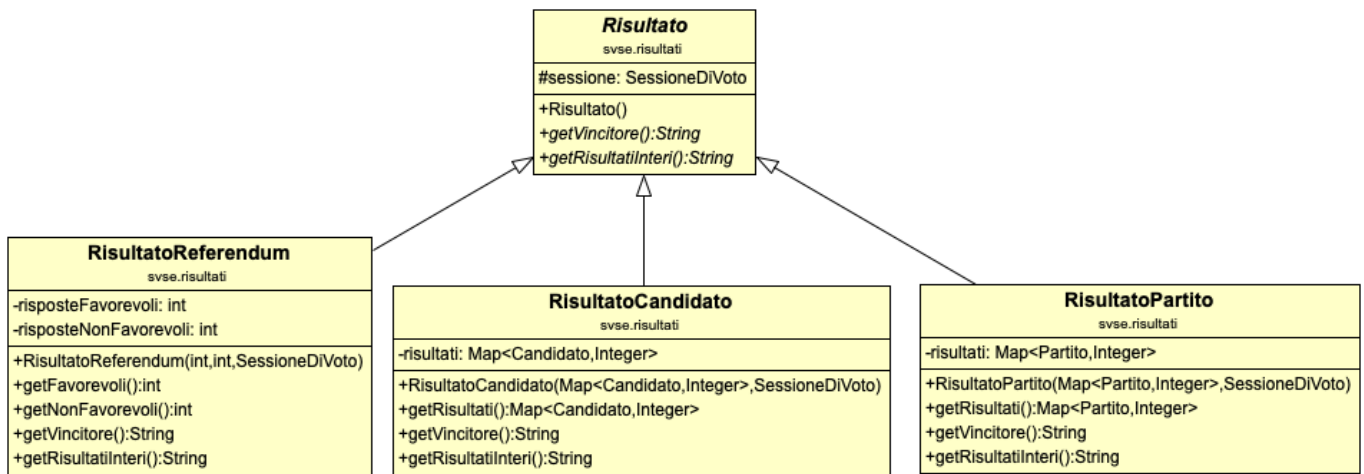 Risultato
svse.risultati
#sessione: SessioneDiVoto
+Risultato()
+getVincitore():String
+getRisultatiInteri():String
RisultatoReferendum
svse.risultati
-risposteFavorevoli: int
-risposteNonFavorevoli: int
+RisultatoReferendum(int,int,SessioneDiVoto)
+getFavorevoli():int
+getNonFavorevoli():int
+getVincitore():String
+getRisultatiInteri():String
RisultatoCandidato
svse.risultati
-risultati: Map<Candidato,Integer>
+RisultatoCandidato(Map<Candidato,Integer>,SessioneDiVoto)
+getRisultati():Map<Candidato,Integer>
+getVincitore():String
+getRisultatiInteri():String
RisultatoPartito
svse.risultati
-risultati: Map<Partito,Integer>
+RisultatoPartito(Map<Partito,Integer>,SessioneDiVoto)
+getRisultati():Map<Partito,Integer>
+getVincitore():String
+getRisultatiInteri():String